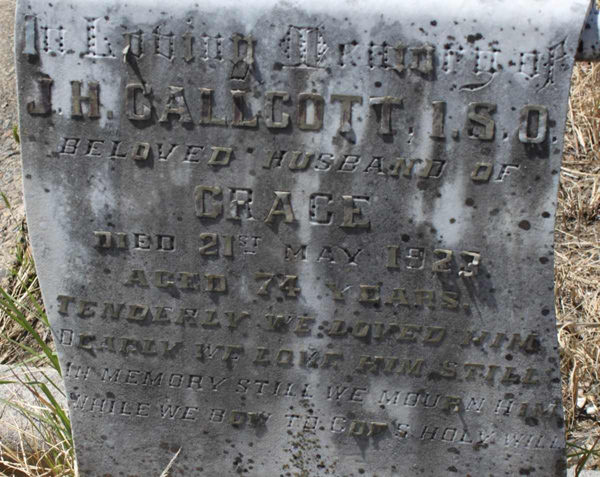 In Loving Memory of
J.H. CALLCOTT, I.S.O.
BELOVED HUSBAND OF
GRACE
DIED 21ST MAY 1923
AGED 74 YEARS.
TENDERLY WE LOVED HIM
DEARLY WE LOVE HIM STILL
IN MEMORY STILL WE MOURN HIM
WHILE WE BOW TO GOD'S HOLY WILL